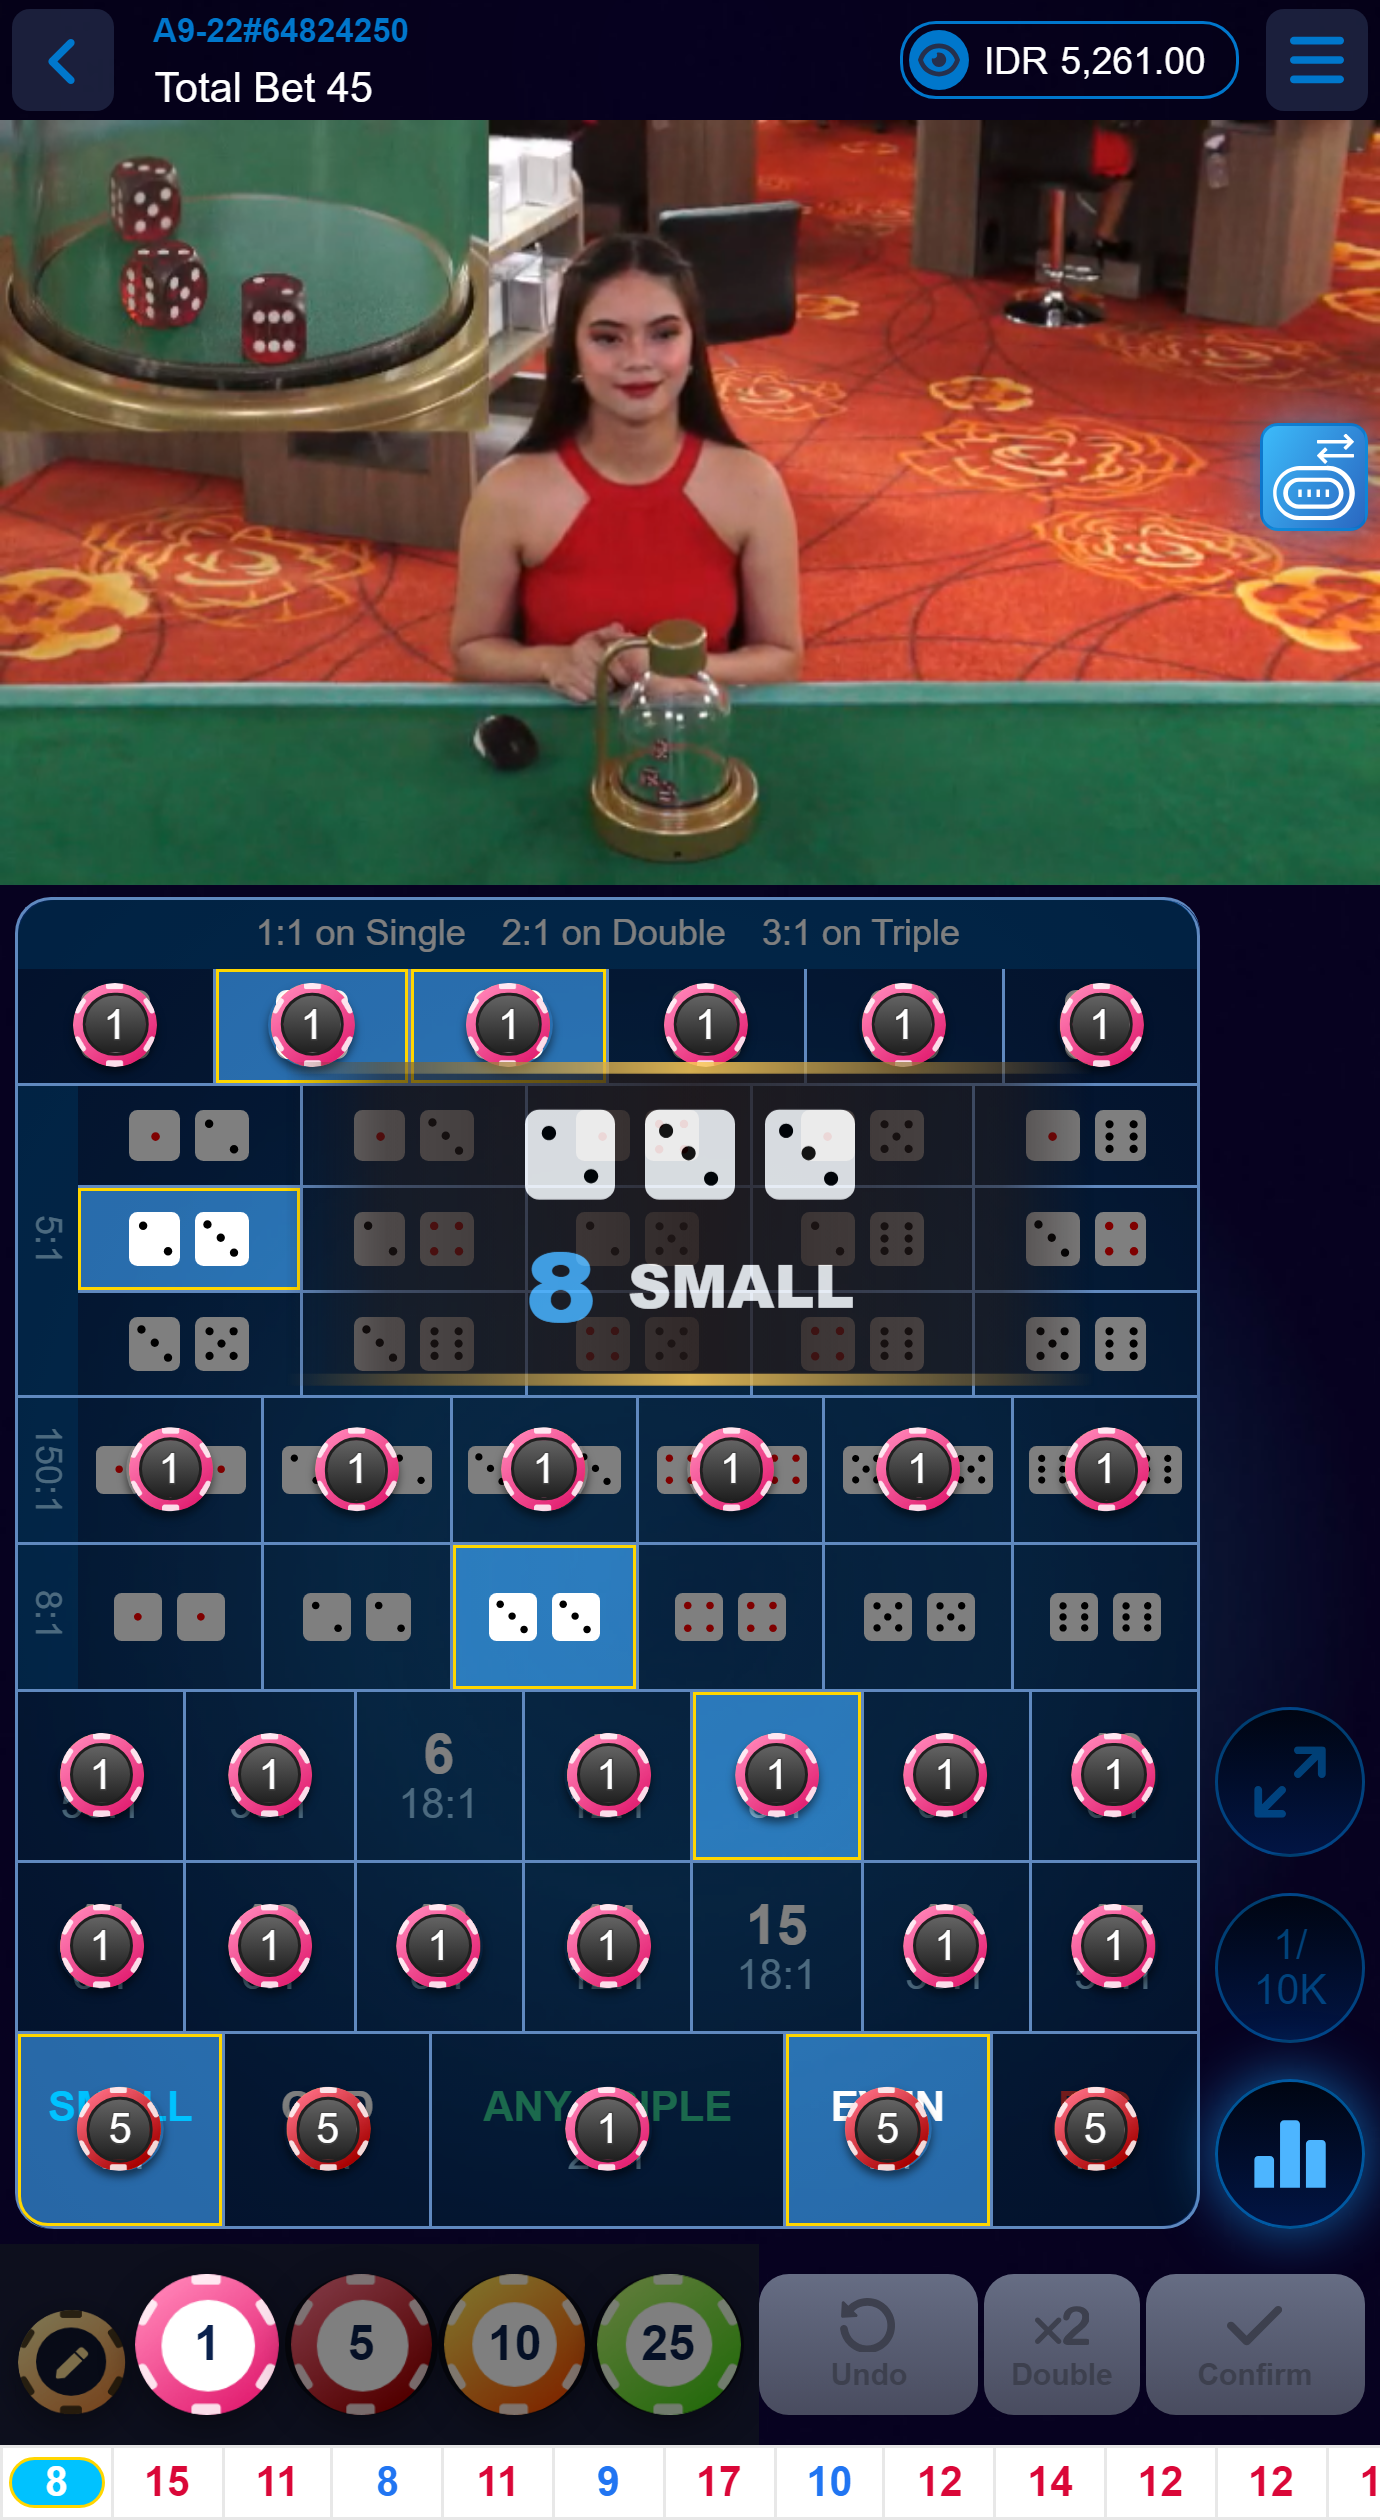 A9-22#64824250
Total Bet 45
IDR 5,261.00
1:1 on Single 2:1 on Double 3:1 on Triple
1 1 1 1 1 1
5:1
8 SMALL
150:1
1 1 1 1 1 1
8:1
1 1 6 1 1 1 1
18:1
1 1 1 1 15 1 1
18:1
1/
10K
SMALL ANY TRIPLE EVEN
5 5 1 5 5
1 5 10 25
Undo
x2
Double
Confirm
8 15 11 8 11 9 17 10 12 14 12 12